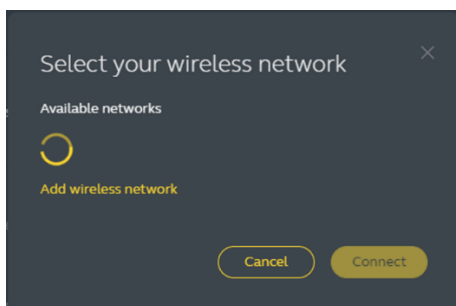 Select your wireless network
Available networks
Add wireless network
Cancel
Connect